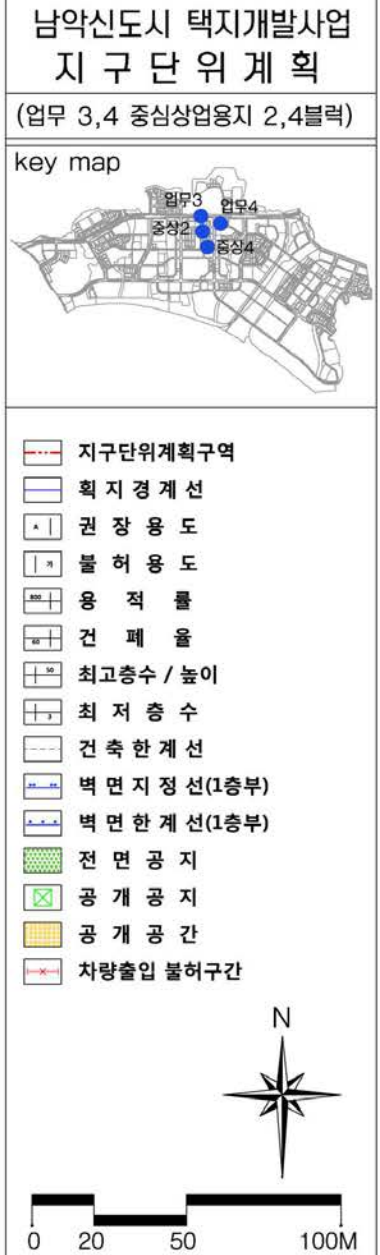 남악신도시 택지개발사업
지 구 단 위 계 획
(업무 3,4 중심상업용지 2,4블럭)
key map
업무3 업무4
중상2
중상4
지구단위계획구역
획 지 경 계 선
A 권 장 용 도
가 불 허 용 도
800 용 적 률
60 건 폐 율
50 최고층수 / 높이
3 최 저 층 수
건 축 한 계 선
벽 면 지 정 선(1층부)
벽 면 한 계 선(1층부)
전 면 공 지
공 개 공 지
공 개 공 간
차량출입 불허구간
N
0 20 50 100M